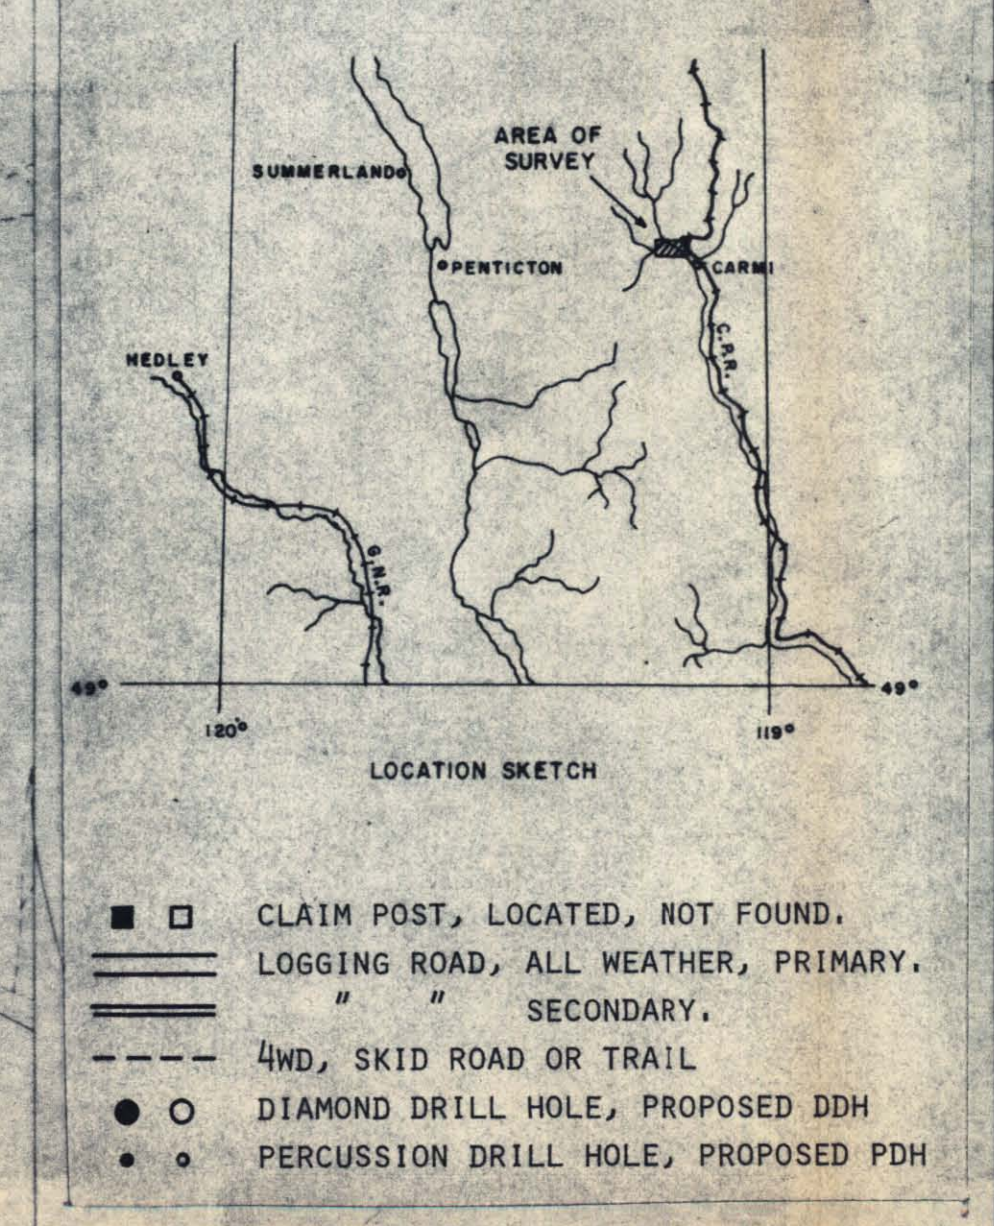 AREA OF
SURVEY
SUMMERLAND
PENTICTON
CARMI
C.P.R.
HEDLEY
G.N.R.
49° 49°
120° 119°
LOCATION SKETCH
CLAIM POST, LOCATED, NOT FOUND.
LOGGING ROAD, ALL WEATHER, PRIMARY.
" " SECONDARY.
4WD, SKID ROAD OR TRAIL
DIAMOND DRILL HOLE, PROPOSED DDH
PERCUSSION DRILL HOLE, PROPOSED PDH